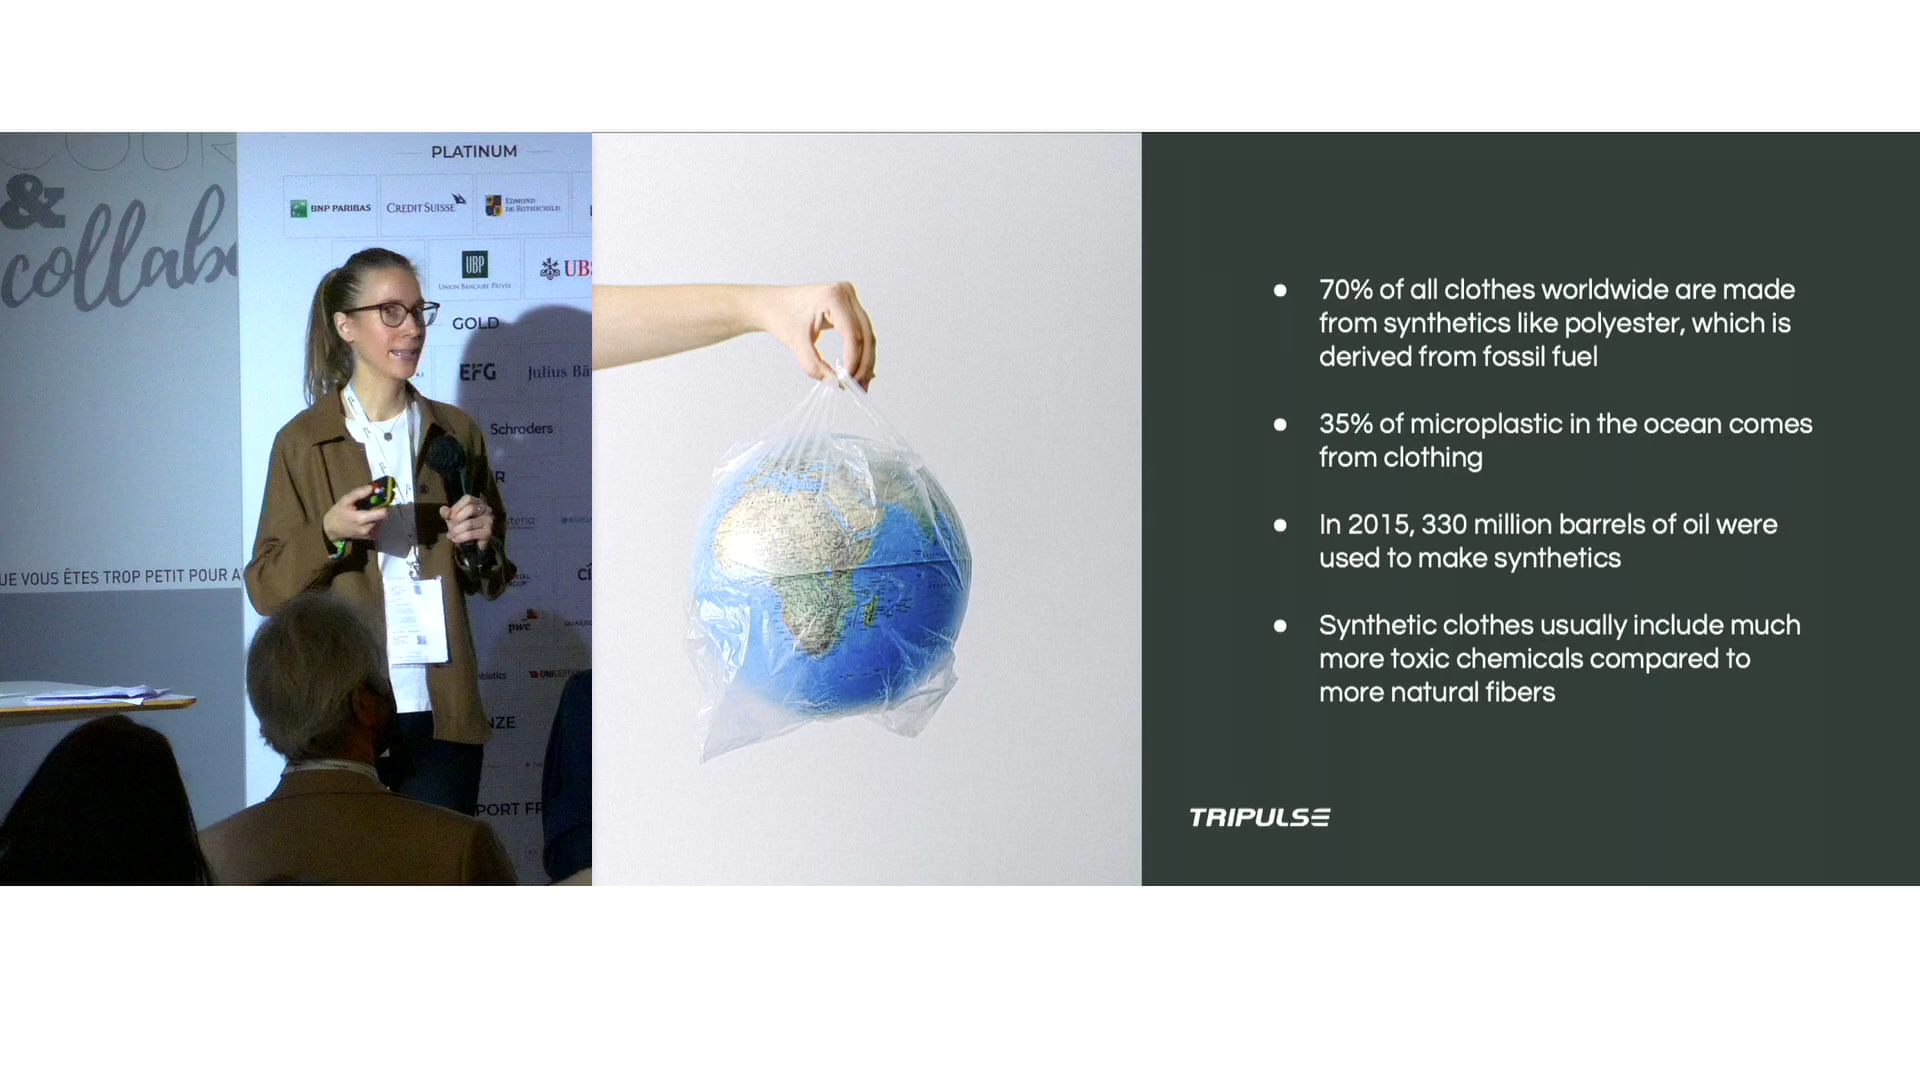 &
collab
UE VOUS ÊTES TROP PETIT POUR A
PLATINUM
BNP PARIBAS
CREDIT SUISSE
EDMOND
DE ROTHSCHILD
UBP
UNION BANCAIRE PRIVÉE
UBS
GOLD
EFG
Julius Bä
Schroders
R
pwc
NZE
PORT FR
70% of all clothes worldwide are made
from synthetics like polyester, which is
derived from fossil fuel
35% of microplastic in the ocean comes
from clothing
In 2015, 330 million barrels of oil were
used to make synthetics
Synthetic clothes usually include much
more toxic chemicals compared to
more natural fibers
TRIPULSE